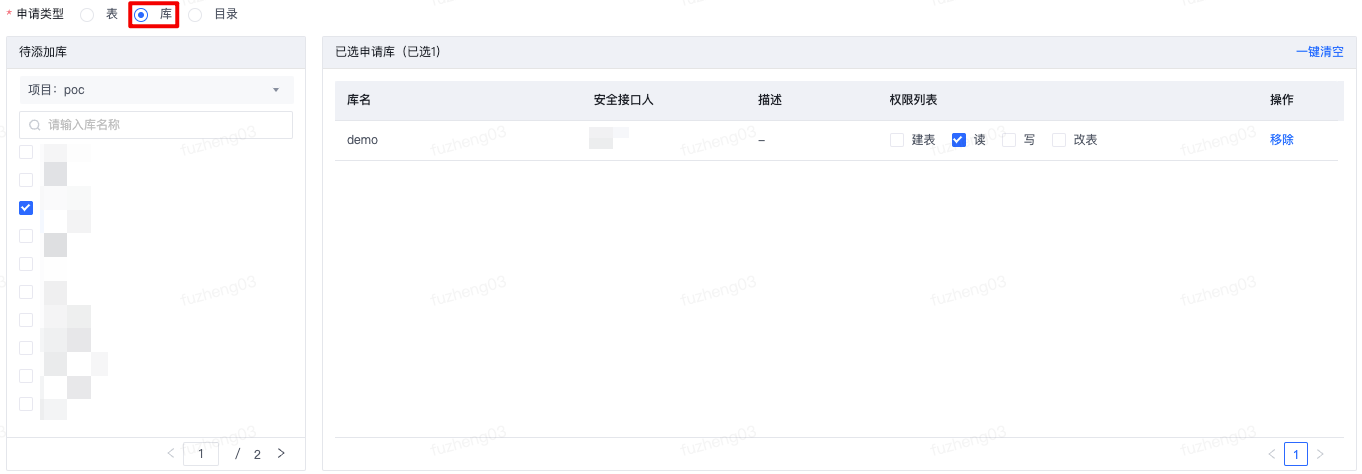 * 申请类型 表 库 目录
待添加库
项目：poc
请输入库名称
1 / 2
已选申请库（已选1） 一键清空
库名 安全接口人 描述 权限列表 操作
demo – 建表 读 写 改表 移除
1
fuzheng03 fuzheng03 fuzheng03 fuzheng03 fuzheng03
fuzheng03 fuzheng03 fuzheng03 fuzheng03 fuzheng03
fuzheng03 fuzheng03 fuzheng03 fuzheng03 fuzheng03